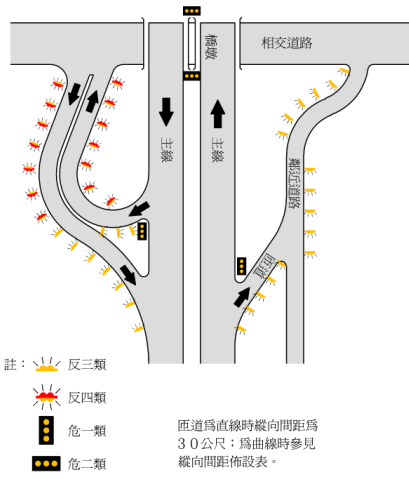 相交道路
橋墩
主線
主線
鄰近道路
匝道
註：
反三類
反四類
危一類
危二類
匝道爲直線時縱向間距爲
３０公尺；爲曲線時參見
縱向間距佈設表。